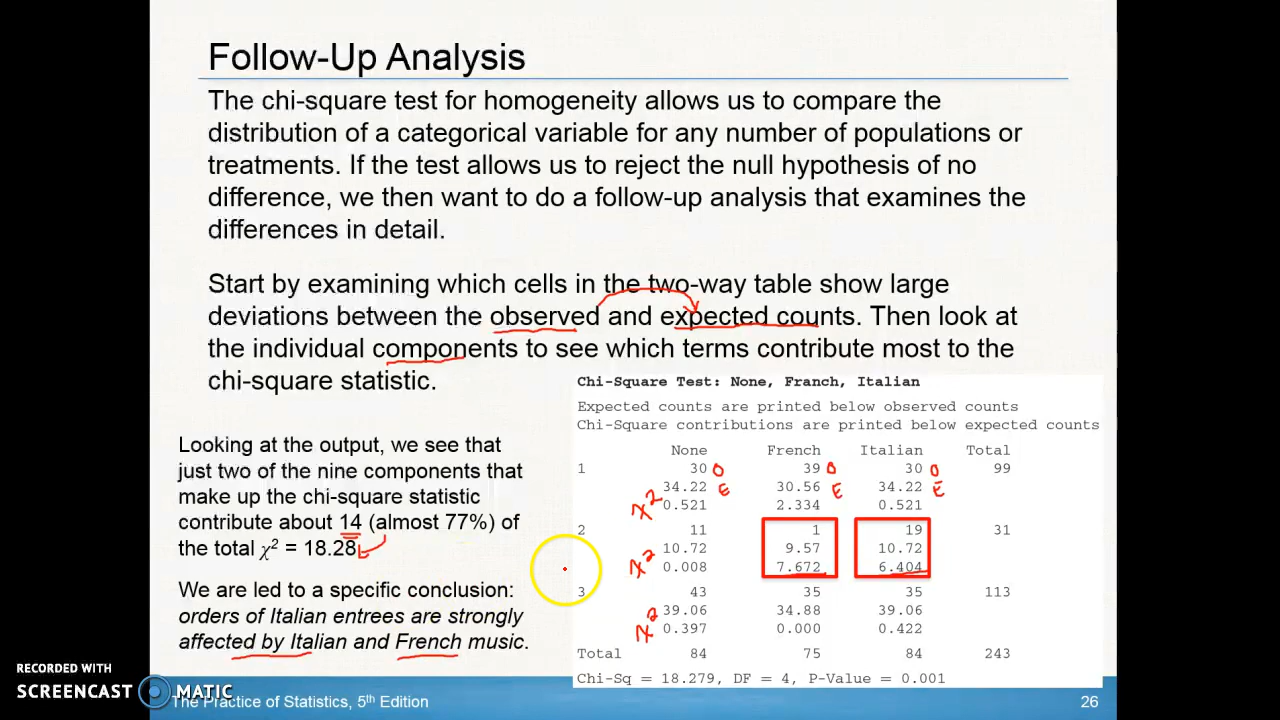 Follow-Up Analysis
The chi-square test for homogeneity allows us to compare the
distribution of a categorical variable for any number of populations or
treatments. If the test allows us to reject the null hypothesis of no
difference, we then want to do a follow-up analysis that examines the
differences in detail.
Start by examining which cells in the two-way table show large
deviations between the observed and expected counts. Then look at
the individual components to see which terms contribute most to the
chi-square statistic.
Looking at the output, we see that
just two of the nine components that
make up the chi-square statistic
contribute about 14 (almost 77%) of
the total χ² = 18.28.
We are led to a specific conclusion:
orders of Italian entrees are strongly
affected by Italian and French music.
Chi-Square Test: None, Franch, Italian
Expected counts are printed below observed counts
Chi-Square contributions are printed below expected counts
None French Italian Total
1 30 O 39 O 30 O 99
34.22 E 30.56 E 34.22 E
χ² 0.521 2.334 0.521
2 11 1 19 31
10.72 9.57 10.72
χ² 0.008 7.672 6.404
3 43 35 35 113
39.06 34.88 39.06
χ² 0.397 0.000 0.422
Total 84 75 84 243
Chi-Sq = 18.279, DF = 4, P-Value = 0.001
RECORDED WITH
SCREENCAST MATIC
The Practice of Statistics, 5th Edition 26